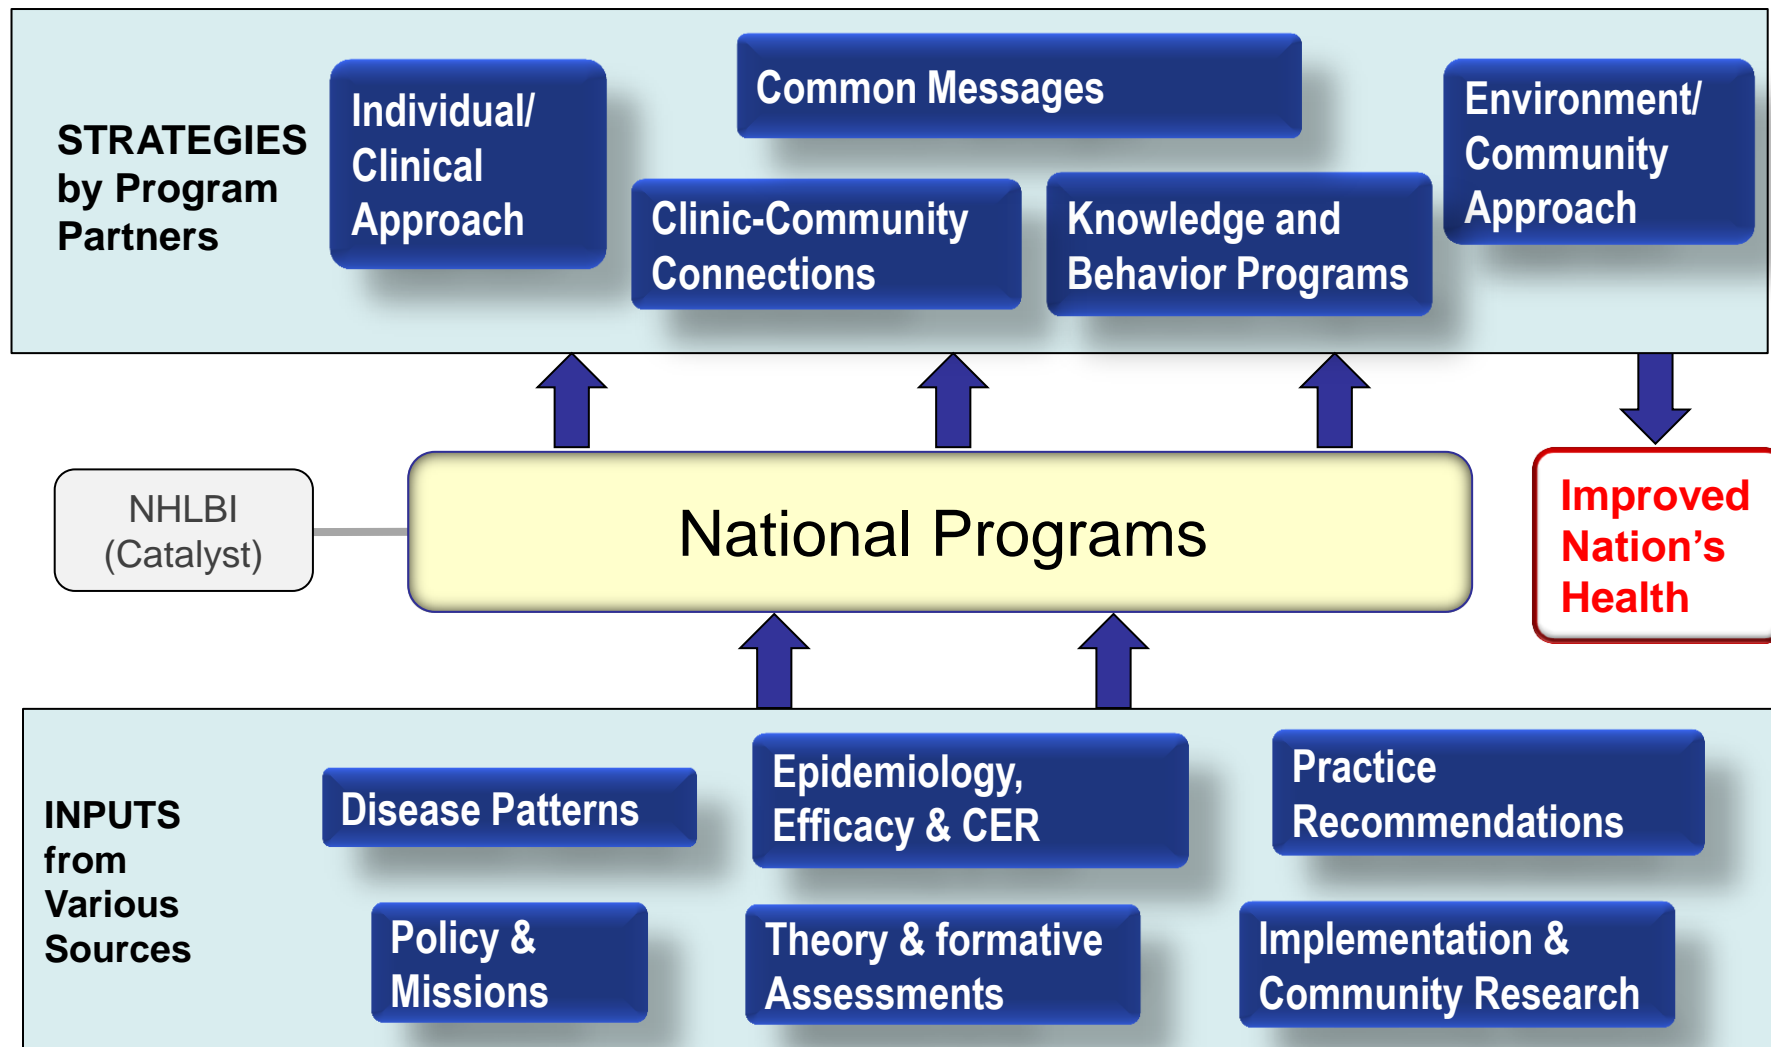 STRATEGIES
by Program
Partners
Individual/
Clinical
Approach
Common Messages
Clinic-Community
Connections
Knowledge and
Behavior Programs
Environment/
Community
Approach
NHLBI
(Catalyst)
National Programs
Improved
Nation’s
Health
INPUTS
from
Various
Sources
Disease Patterns
Epidemiology,
Efficacy & CER
Practice
Recommendations
Policy &
Missions
Theory & formative
Assessments
Implementation &
Community Research